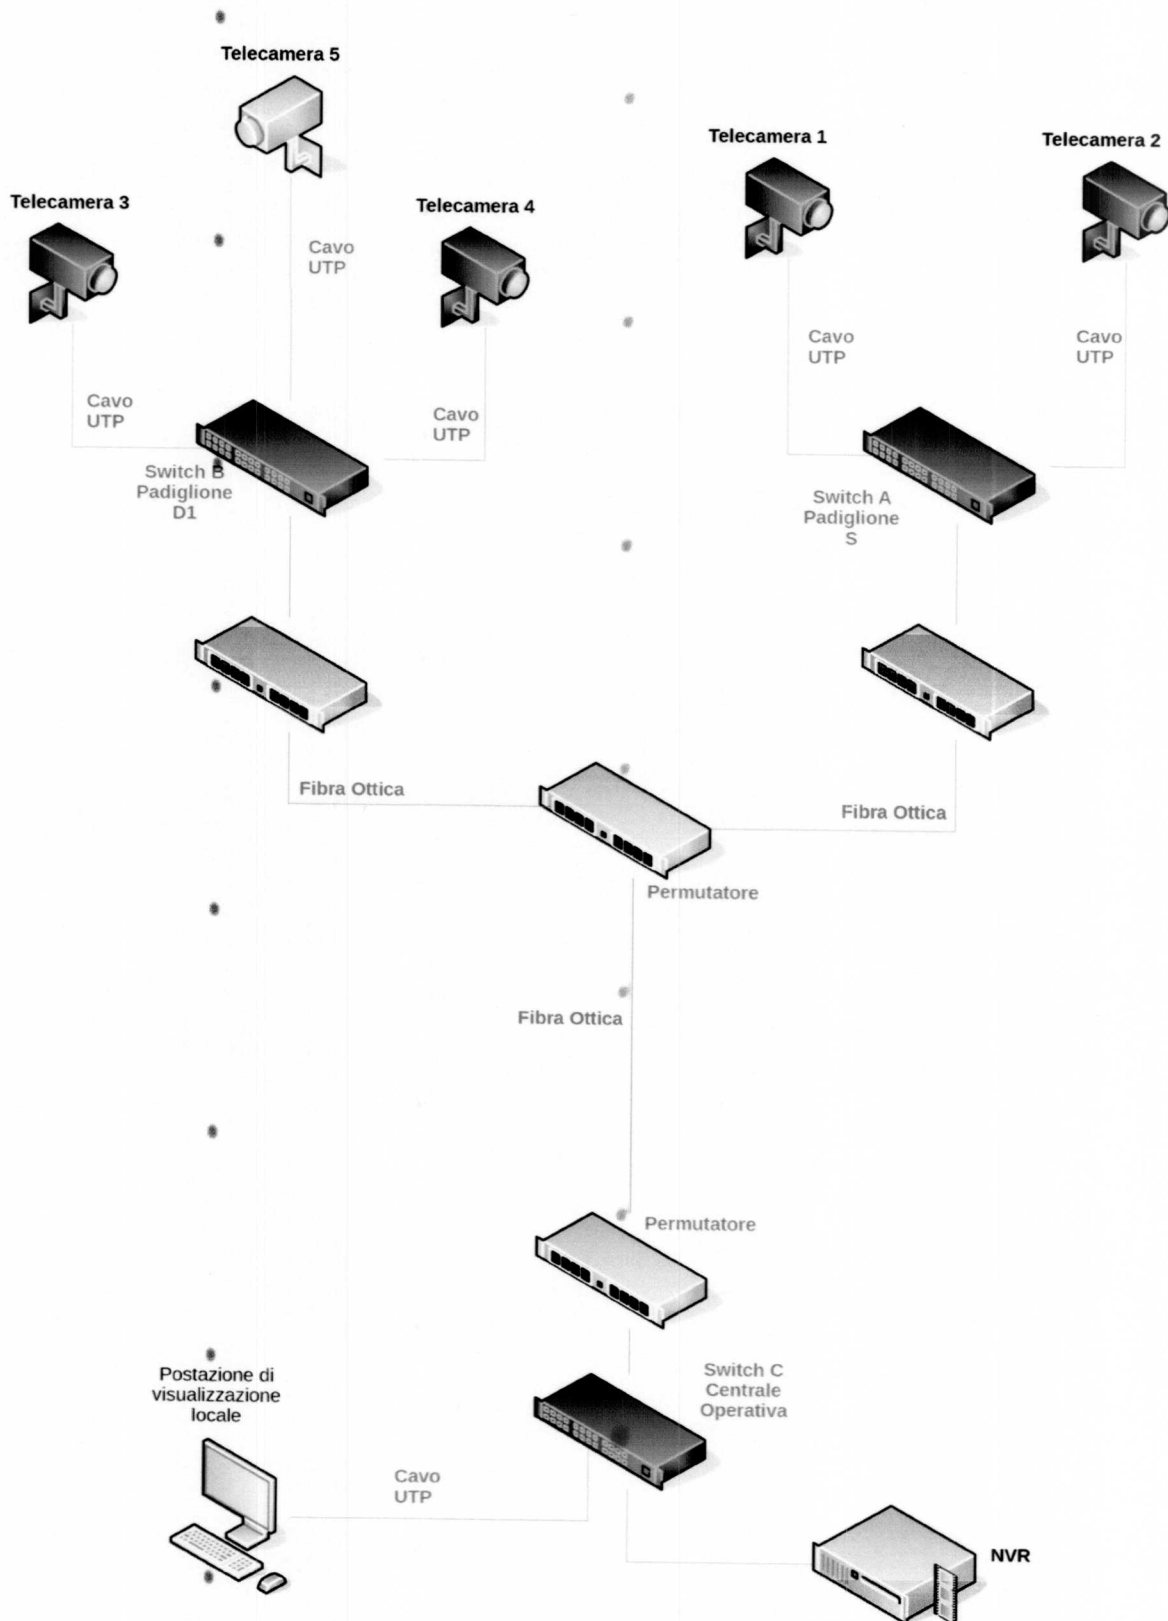 Telecamera 5
Telecamera 1
Telecamera 2
Telecamera 3
Telecamera 4
Cavo
UTP
Cavo
UTP
Cavo
UTP
Cavo
UTP
Cavo
UTP
Switch B
Padiglione
D1
Switch A
Padiglione
S
Fibra Ottica
Fibra Ottica
Permutatore
Fibra Ottica
Permutatore
Switch C
Centrale
Operativa
Postazione di
visualizzazione
locale
Cavo
UTP
NVR